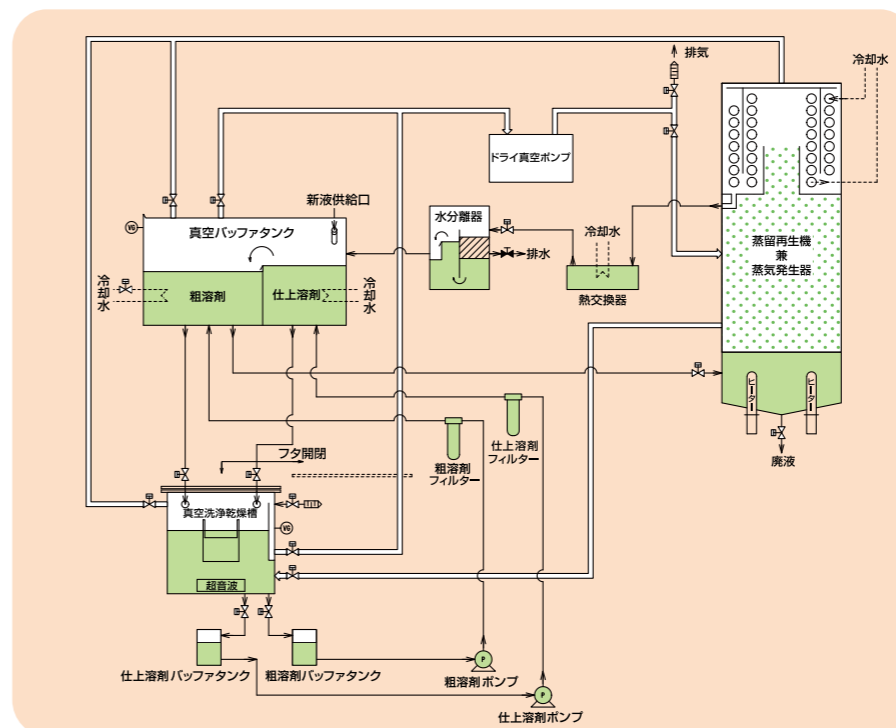 排気
冷却水
ドライ真空ポンプ
新液供給口
水分離器
VG
真空バッファタンク
冷却水
排水
蒸留再生機
兼
蒸気発生器
冷却水
粗溶剤
仕上溶剤
冷却水
熱交換器
ヒーター
ヒーター
フタ開閉
粗溶剤
フィルター
仕上溶剤
フィルター
廃液
真空洗浄乾燥槽
VG
超音波
仕上溶剤バッファタンク
粗溶剤バッファタンク
P
粗溶剤ポンプ
P
仕上溶剤ポンプ